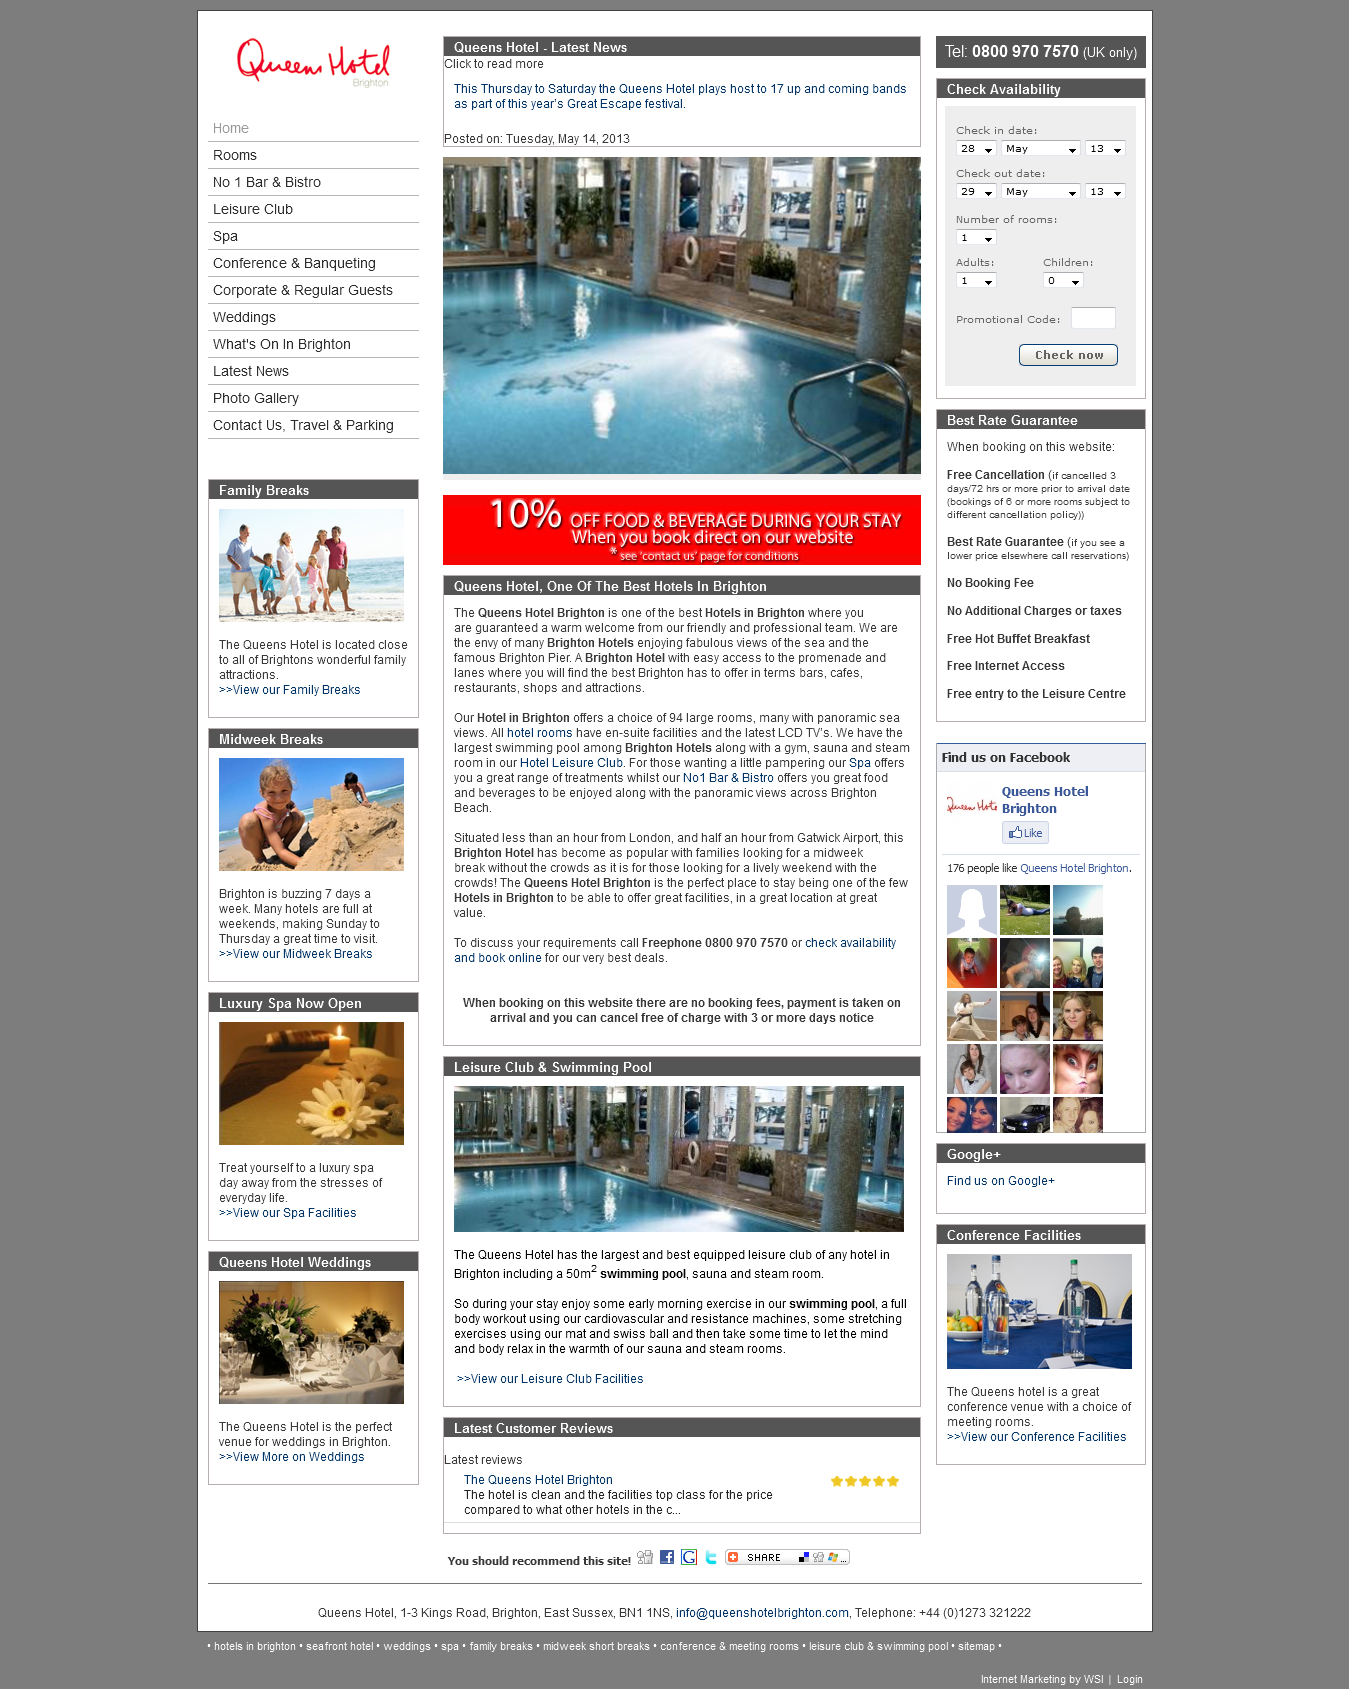 Queens Hotel
Brighton
Home
Rooms
No 1 Bar & Bistro
Leisure Club
Spa
Conference & Banqueting
Corporate & Regular Guests
Weddings
What's On In Brighton
Latest News
Photo Gallery
Contact Us, Travel & Parking
Family Breaks
The Queens Hotel is located close
to all of Brightons wonderful family
attractions.
>>View our Family Breaks
Midweek Breaks
Brighton is buzzing 7 days a
week. Many hotels are full at
weekends, making Sunday to
Thursday a great time to visit.
>>View our Midweek Breaks
Luxury Spa Now Open
Treat yourself to a luxury spa
day away from the stresses of
everyday life.
>>View our Spa Facilities
Queens Hotel Weddings
The Queens Hotel is the perfect
venue for weddings in Brighton.
>>View More on Weddings
Queens Hotel - Latest News
Click to read more
This Thursday to Saturday the Queens Hotel plays host to 17 up and coming bands
as part of this year's Great Escape festival.
Posted on: Tuesday, May 14, 2013
10% OFF FOOD & BEVERAGE DURING YOUR STAY
When you book direct on our website
* see 'contact us' page for conditions
Queens Hotel, One Of The Best Hotels In Brighton
The Queens Hotel Brighton is one of the best Hotels in Brighton where you
are guaranteed a warm welcome from our friendly and professional team. We are
the envy of many Brighton Hotels enjoying fabulous views of the sea and the
famous Brighton Pier. A Brighton Hotel with easy access to the promenade and
lanes where you will find the best Brighton has to offer in terms bars, cafes,
restaurants, shops and attractions.
Our Hotel in Brighton offers a choice of 94 large rooms, many with panoramic sea
views. All hotel rooms have en-suite facilities and the latest LCD TV's. We have the
largest swimming pool among Brighton Hotels along with a gym, sauna and steam
room in our Hotel Leisure Club. For those wanting a little pampering our Spa offers
you a great range of treatments whilst our No1 Bar & Bistro offers you great food
and beverages to be enjoyed along with the panoramic views across Brighton
Beach.
Situated less than an hour from London, and half an hour from Gatwick Airport, this
Brighton Hotel has become as popular with families looking for a midweek
break without the crowds as it is for those looking for a lively weekend with the
crowds! The Queens Hotel Brighton is the perfect place to stay being one of the few
Hotels in Brighton to be able to offer great facilities, in a great location at great
value.
To discuss your requirements call Freephone 0800 970 7570 or check availability
and book online for our very best deals.
When booking on this website there are no booking fees, payment is taken on
arrival and you can cancel free of charge with 3 or more days notice
Leisure Club & Swimming Pool
The Queens Hotel has the largest and best equipped leisure club of any hotel in
Brighton including a 50m2 swimming pool, sauna and steam room.
So during your stay enjoy some early morning exercise in our swimming pool, a full
body workout using our cardiovascular and resistance machines, some stretching
exercises using our mat and swiss ball and then take some time to let the mind
and body relax in the warmth of our sauna and steam rooms.
>>View our Leisure Club Facilities
Latest Customer Reviews
Latest reviews
The Queens Hotel Brighton
The hotel is clean and the facilities top class for the price
compared to what other hotels in the c...
You should recommend this site! SHARE ...
Tel: 0800 970 7570 (UK only)
Check Availability
Check in date:
28 May 13
Check out date:
29 May 13
Number of rooms:
1
Adults: Children:
1 0
Promotional Code:
Check now
Best Rate Guarantee
When booking on this website:
Free Cancellation (if cancelled 3
days/72 hrs or more prior to arrival date
(bookings of 6 or more rooms subject to
different cancellation policy))
Best Rate Guarantee (if you see a
lower price elsewhere call reservations)
No Booking Fee
No Additional Charges or taxes
Free Hot Buffet Breakfast
Free Internet Access
Free entry to the Leisure Centre
Find us on Facebook
Queens Hotel
Brighton
Like
176 people like Queens Hotel Brighton.
Google+
Find us on Google+
Conference Facilities
The Queens hotel is a great
conference venue with a choice of
meeting rooms.
>>View our Conference Facilities
Queens Hotel, 1-3 Kings Road, Brighton, East Sussex, BN1 1NS, info@queenshotelbrighton.com, Telephone: +44 (0)1273 321222
• hotels in brighton • seafront hotel • weddings • spa • family breaks • midweek short breaks • conference & meeting rooms • leisure club & swimming pool • sitemap •
Internet Marketing by WSI | Login